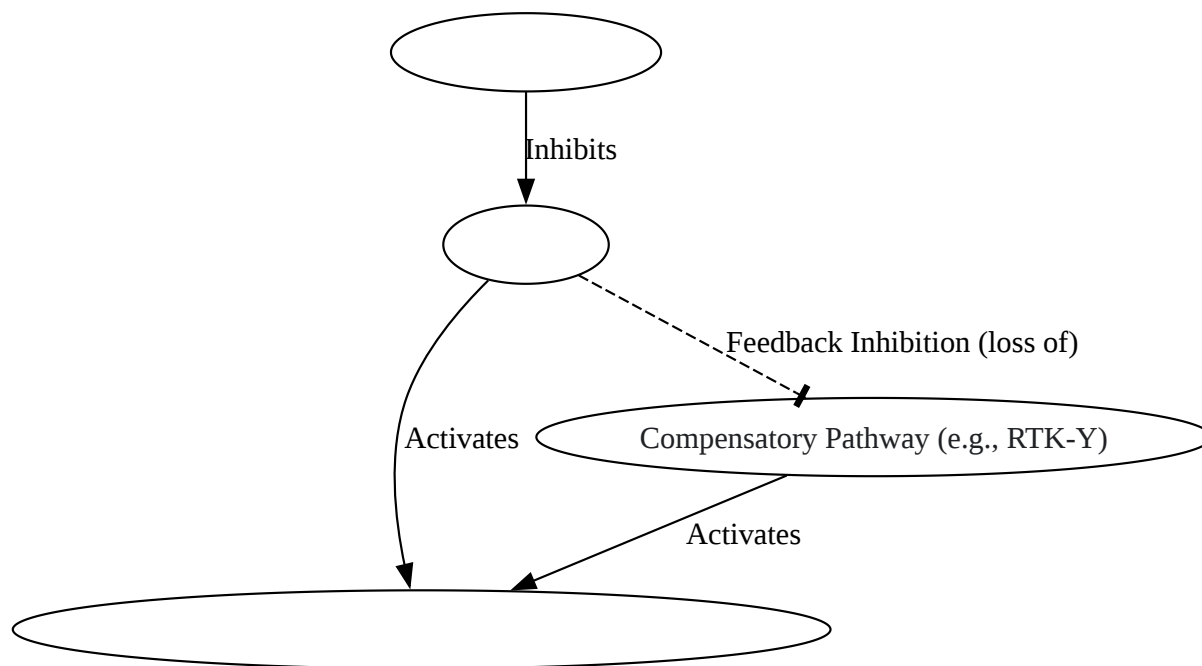 Inhibits
Feedback Inhibition (loss of)
Activates
Compensatory Pathway (e.g., RTK-Y)
Activates